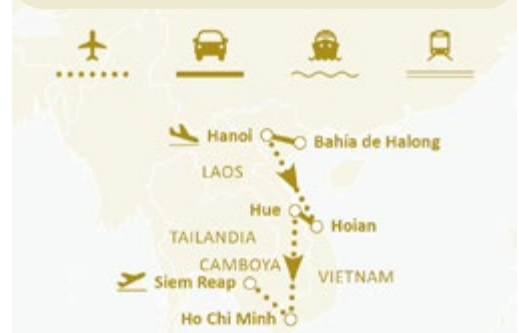 Hanoi
Bahía de Halong
LAOS
Hue
Hoian
TAILANDIA
CAMBOYA
VIETNAM
Siem Reap
Ho Chi Minh